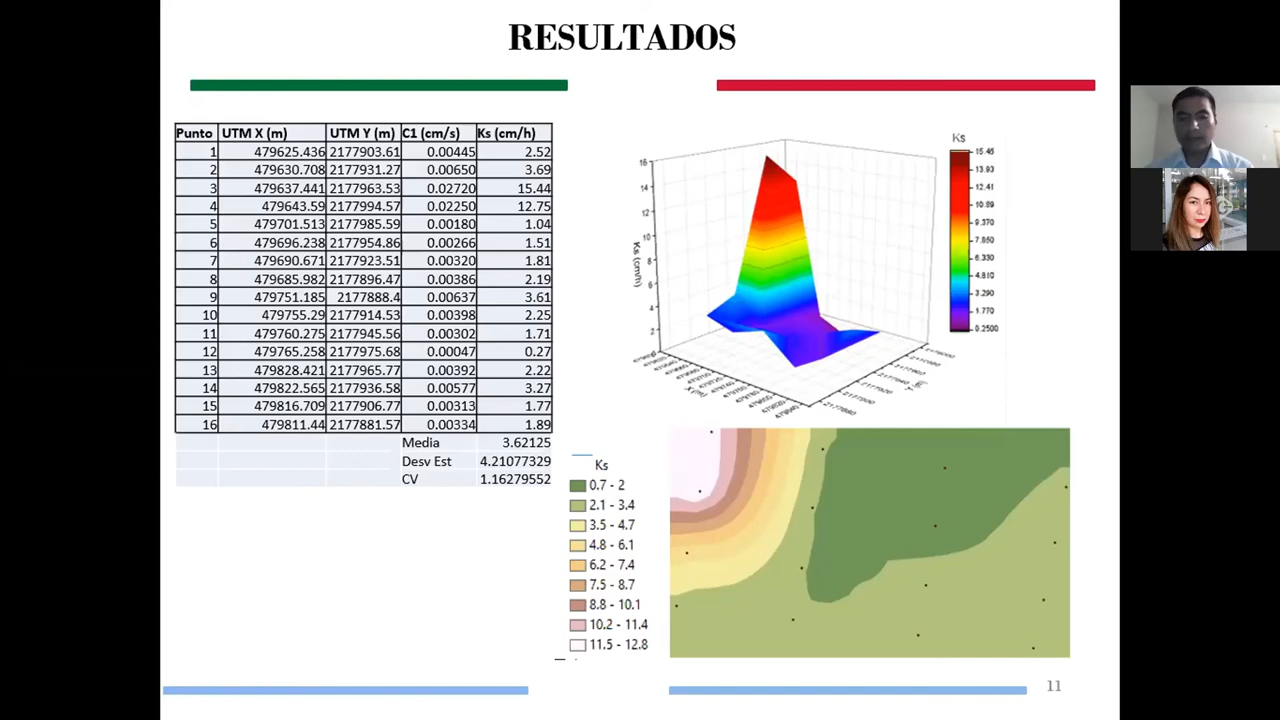 RESULTADOS
Punto UTM X (m) UTM Y (m) C1 (cm/s) Ks (cm/h)
1 479625.436 2177903.61 0.00445 2.52
2 479630.708 2177931.27 0.00650 3.69
3 479637.441 2177963.53 0.02720 15.44
4 479643.59 2177994.57 0.02250 12.75
5 479701.513 2177985.59 0.00180 1.04
6 479696.238 2177954.86 0.00266 1.51
7 479690.671 2177923.51 0.00320 1.81
8 479685.982 2177896.47 0.00386 2.19
9 479751.185 2177888.4 0.00637 3.61
10 479755.29 2177914.53 0.00398 2.25
11 479760.275 2177945.56 0.00302 1.71
12 479765.258 2177975.68 0.00047 0.27
13 479828.421 2177965.77 0.00392 2.22
14 479822.565 2177936.58 0.00577 3.27
15 479816.709 2177906.77 0.00313 1.77
16 479811.44 2177881.57 0.00334 1.89
Media 3.62125
Desv Est 4.21077329
CV 1.16279552
Ks
15.46
13.93
12.41
10.89
9.370
7.850
6.330
4.810
3.290
1.770
0.2500
16
14
12
10
8
6
4
2
Ks (cm/h)
Ks
0.7 - 2
2.1 - 3.4
3.5 - 4.7
4.8 - 6.1
6.2 - 7.4
7.5 - 8.7
8.8 - 10.1
10.2 - 11.4
11.5 - 12.8
11